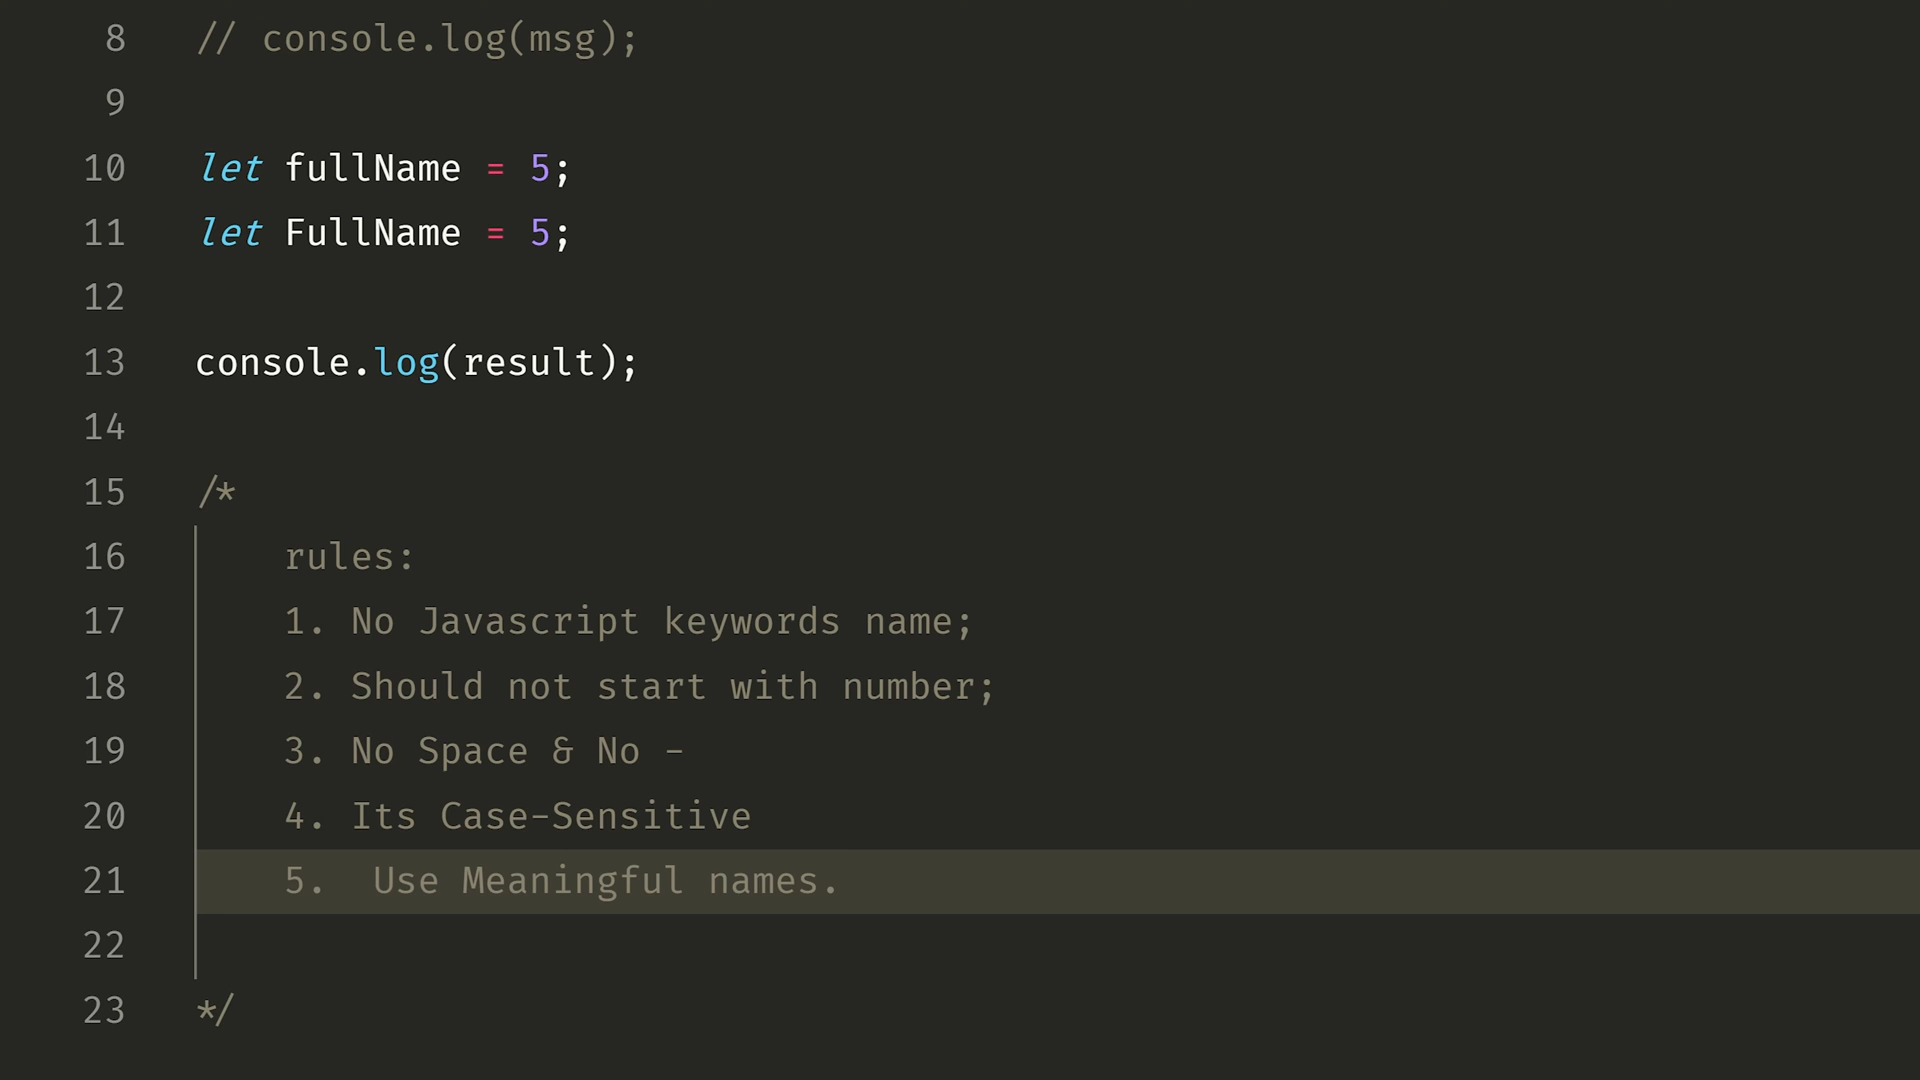 8 // console.log(msg);
9
10 let fullName = 5;
11 let FullName = 5;
12
13 console.log(result);
14
15 /*
16 rules:
17 1. No Javascript keywords name;
18 2. Should not start with number;
19 3. No Space & No -
20 4. Its Case-Sensitive
21 5.  Use Meaningful names.
22
23 */